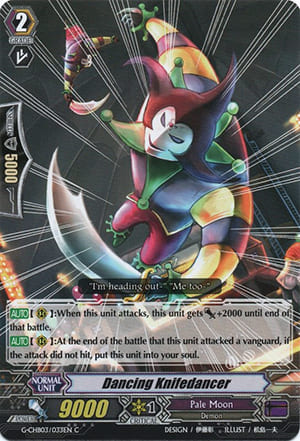 2
GRADE
5000
"I'm heading out~" "Me too~"
AUTO [ ]:When this unit attacks, this unit gets +2000 until end of
that battle.
AUTO [ ]:At the end of the battle that this unit attacked a vanguard, if
the attack did not hit, put this unit into your soul.
NORMAL
UNIT
Dancing Knifedancer
POWER
9000
1
CRITICAL
Pale Moon
Demon
G-CHB03/033EN C
DESIGN / 伊藤彰 ILLUST / 松島一夫